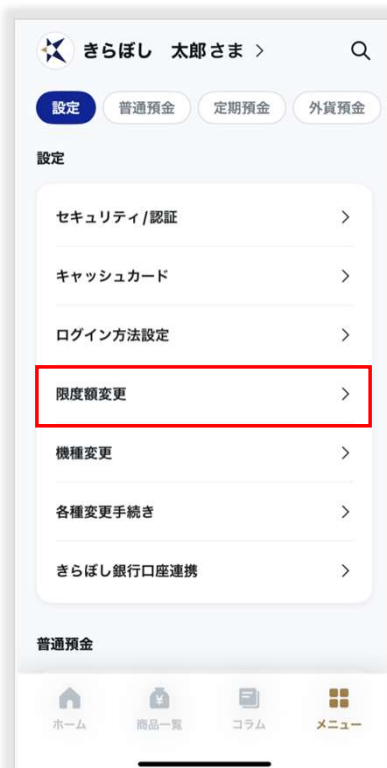 きらぼし 太郎さま
設定 普通預金 定期預金 外貨預金
設定
セキュリティ/認証
キャッシュカード
ログイン方法設定
限度額変更
機種変更
各種変更手続き
きらぼし銀行口座連携
普通預金
ホーム 商品一覧 コラム メニュー